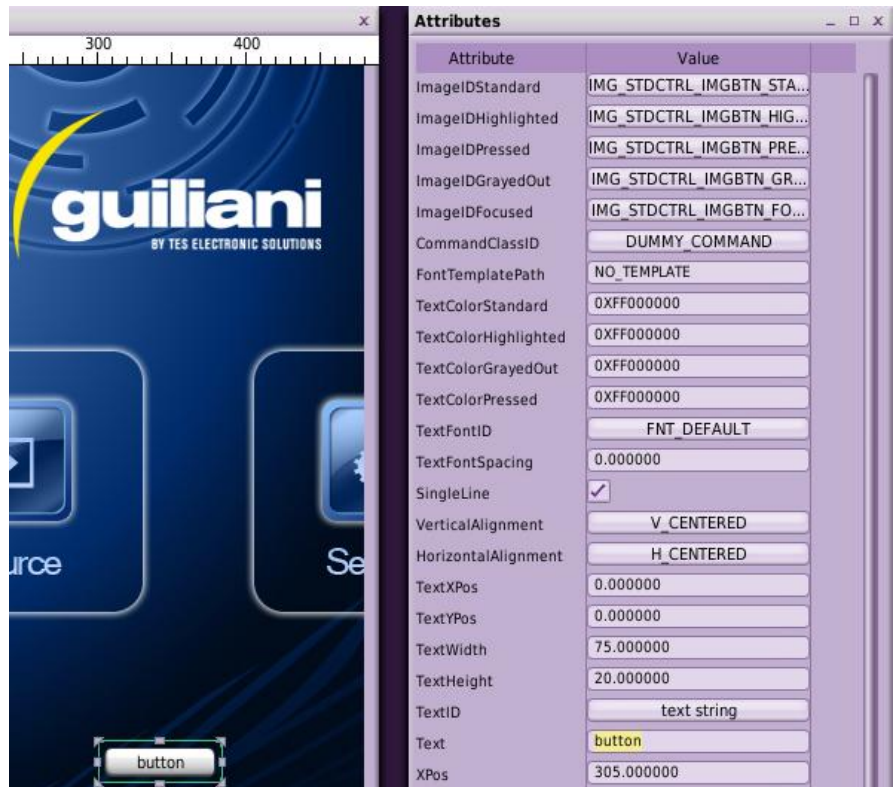 x
300 400
guiliani
BY TES ELECTRONIC SOLUTIONS
urce
Se
button
Attributes _ x
Attribute Value
ImageIDStandard IMG_STDCTRL_IMGBTN_STA...
ImageIDHighlighted IMG_STDCTRL_IMGBTN_HIG...
ImageIDPressed IMG_STDCTRL_IMGBTN_PRE...
ImageIDGrayedOut IMG_STDCTRL_IMGBTN_GR...
ImageIDFocused IMG_STDCTRL_IMGBTN_FO...
CommandClassID DUMMY_COMMAND
FontTemplatePath NO_TEMPLATE
TextColorStandard 0XFF000000
TextColorHighlighted 0XFF000000
TextColorGrayedOut 0XFF000000
TextColorPressed 0XFF000000
TextFontID FNT_DEFAULT
TextFontSpacing 0.000000
SingleLine
VerticalAlignment V_CENTERED
HorizontalAlignment H_CENTERED
TextXPos 0.000000
TextYPos 0.000000
TextWidth 75.000000
TextHeight 20.000000
TextID text string
Text button
XPos 305.000000